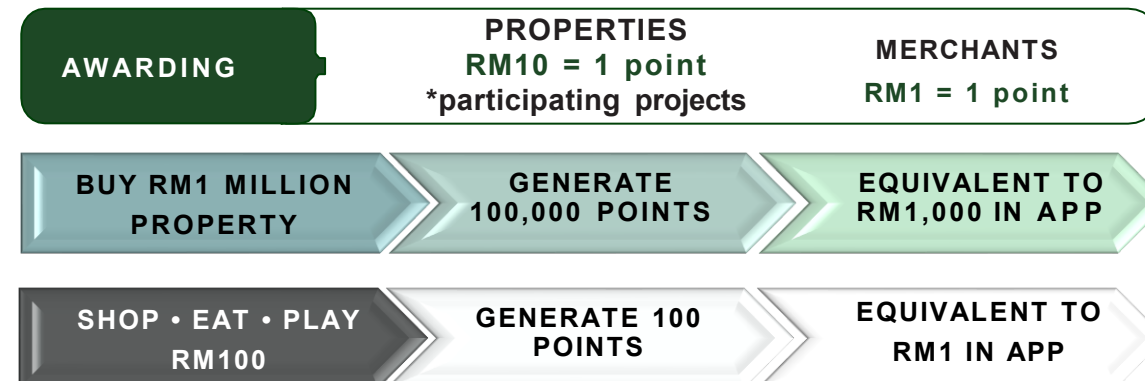 AWARDING
PROPERTIES
RM10 = 1 point
*participating projects
MERCHANTS
RM1 = 1 point
BUY RM1 MILLION
PROPERTY
GENERATE
100,000 POINTS
EQUIVALENT TO
RM1,000 IN APP
SHOP • EAT • PLAY
RM100
GENERATE 100
POINTS
EQUIVALENT TO
RM1 IN APP